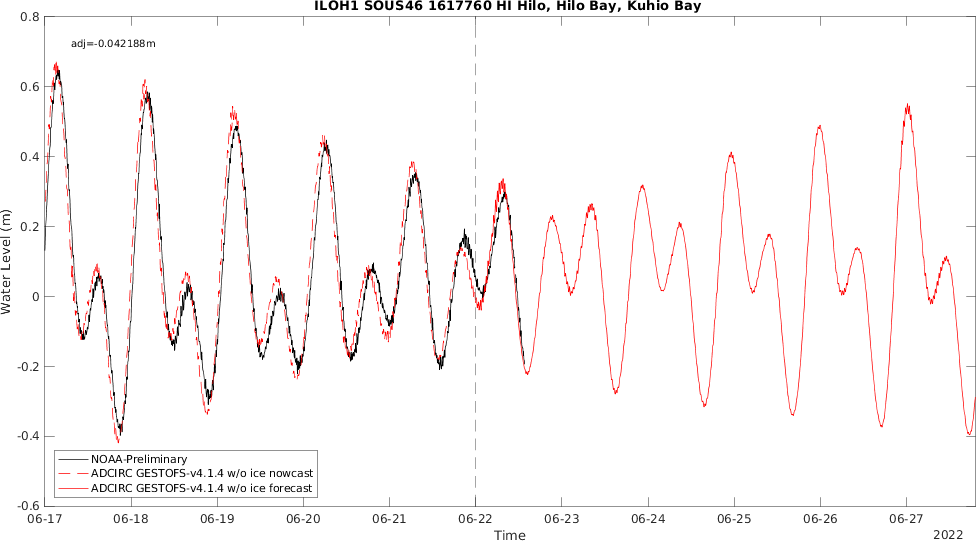 ILOH1 SOUS46 1617760 HI Hilo, Hilo Bay, Kuhio Bay
adj=-0.042188m
Water Level (m)
0.8
0.6
0.4
0.2
0
-0.2
-0.4
-0.6
NOAA-Preliminary
ADCIRC GESTOFS-v4.1.4 w/o ice nowcast
ADCIRC GESTOFS-v4.1.4 w/o ice forecast
06-17 06-18 06-19 06-20 06-21 06-22 06-23 06-24 06-25 06-26 06-27
Time
2022